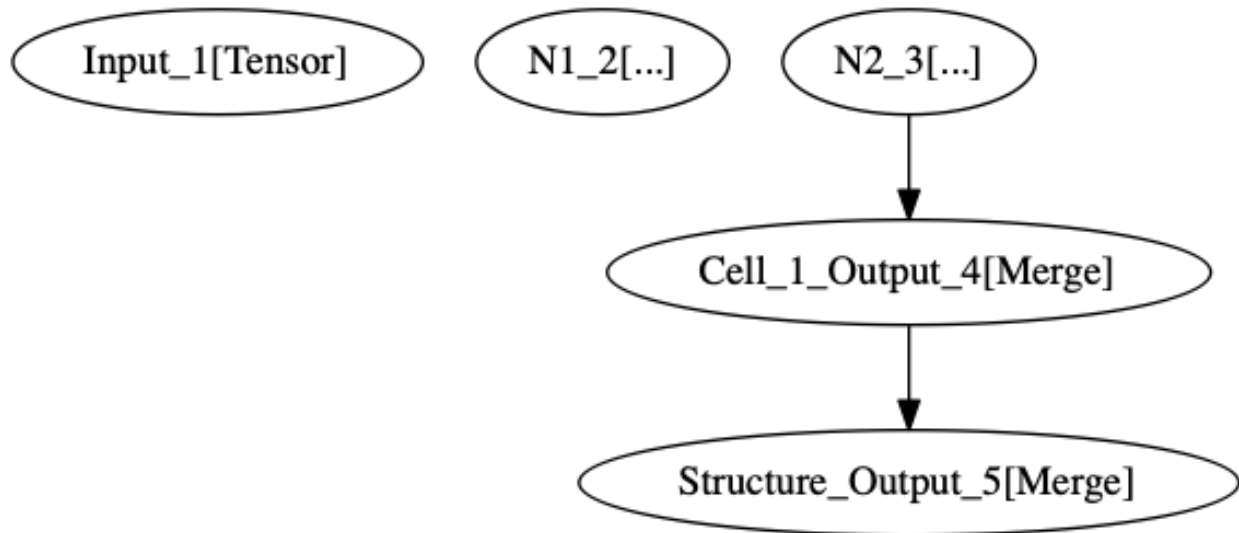 Input_1[Tensor]
N1_2[...]
N2_3[...]
Cell_1_Output_4[Merge]
Structure_Output_5[Merge]